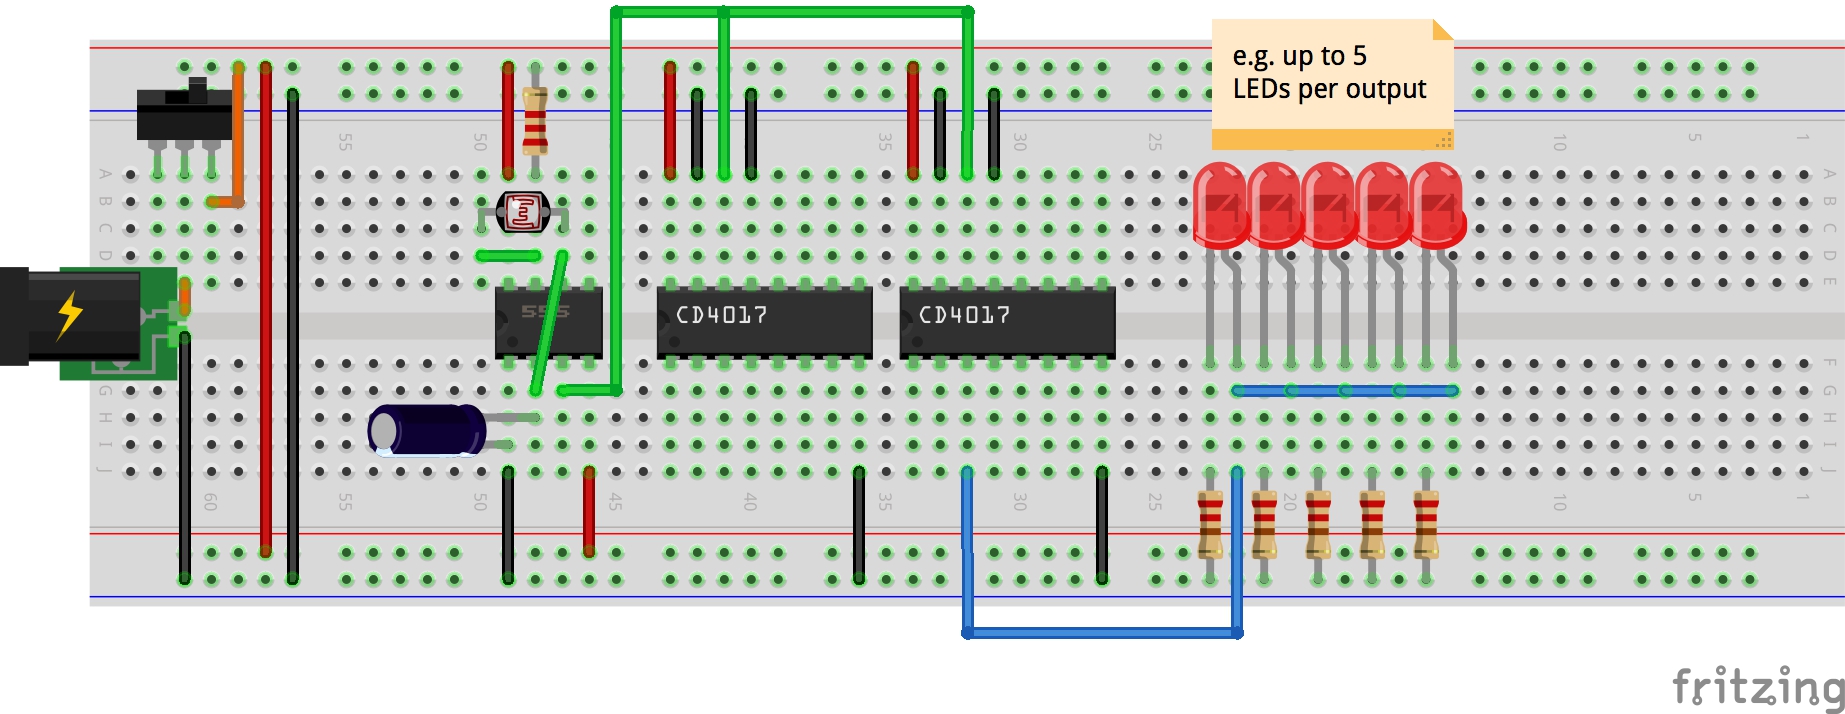 e.g. up to 5
LEDs per output
55 50 35 30 25 10 5 1
A A
B B
C C
D D
E E
555
CD4017 CD4017
F F
G G
H H
I I
J J
60 55 50 45 40 35 30 25 20 10 5 1
fritzing